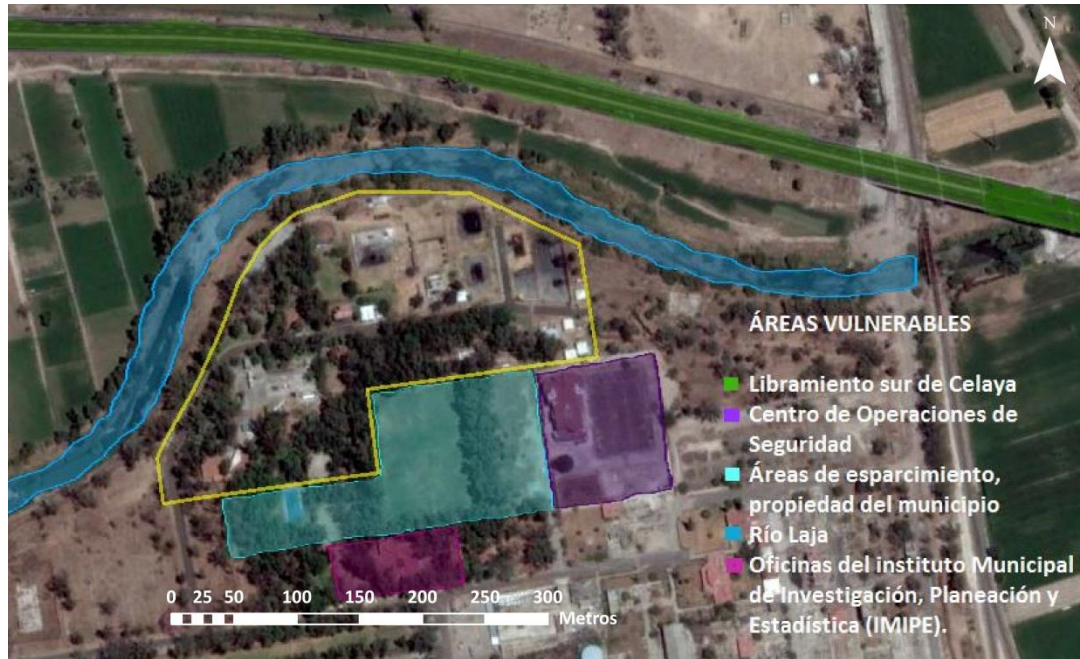 N
ÁREAS VULNERABLES
Libramiento sur de Celaya
Centro de Operaciones de
Seguridad
Áreas de esparcimiento,
propiedad del municipio
Río Laja
Oficinas del instituto Municipal
de Investigación, Planeación y
Estadística (IMIPE).
0 25 50 100 150 200 250 300
Metros